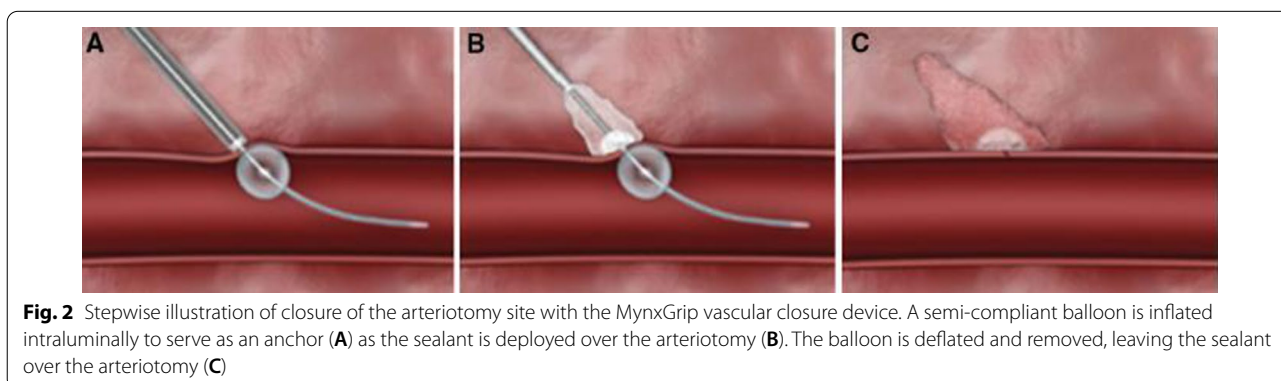 A B C
Fig. 2 Stepwise illustration of closure of the arteriotomy site with the MynxGrip vascular closure device. A semi-compliant balloon is inflated
intraluminally to serve as an anchor (A) as the sealant is deployed over the arteriotomy (B). The balloon is deflated and removed, leaving the sealant
over the arteriotomy (C)